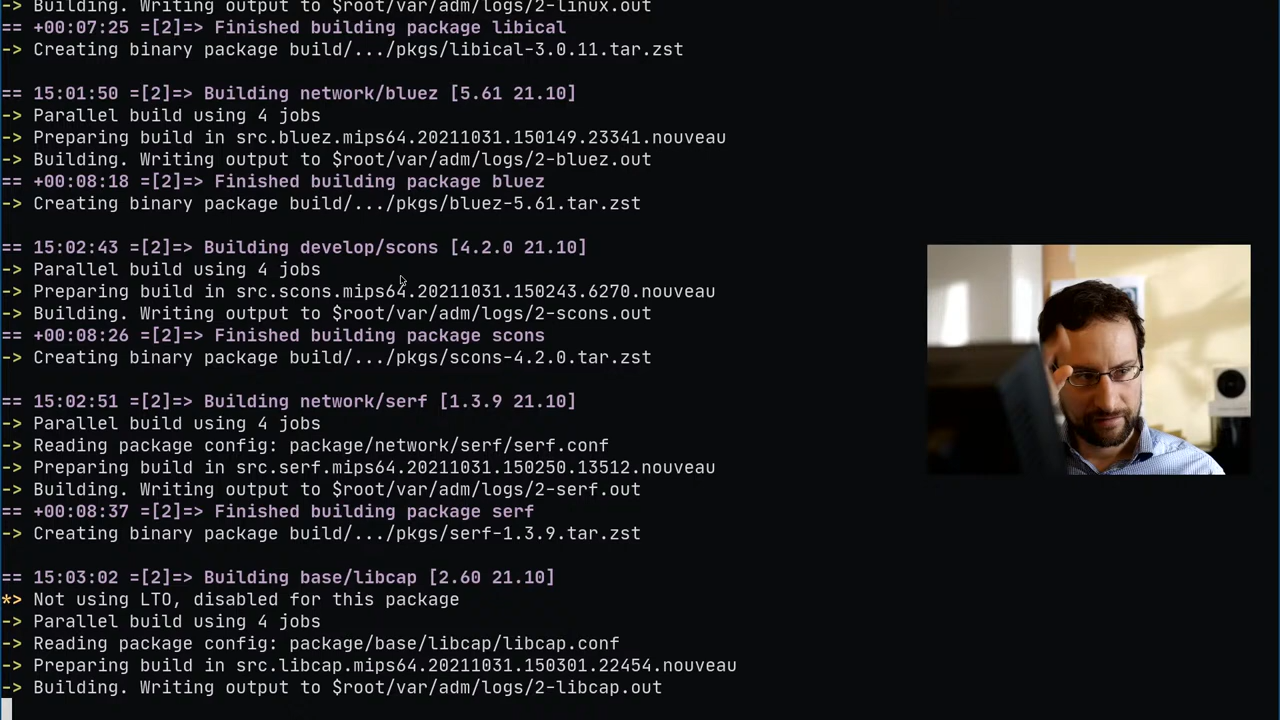 -> Building. Writing output to $root/var/adm/logs/2-linux.out
== +00:07:25 =[2]=> Finished building package libical
-> Creating binary package build/.../pkgs/libical-3.0.11.tar.zst
== 15:01:50 =[2]=> Building network/bluez [5.61 21.10]
-> Parallel build using 4 jobs
-> Preparing build in src.bluez.mips64.20211031.150149.23341.nouveau
-> Building. Writing output to $root/var/adm/logs/2-bluez.out
== +00:08:18 =[2]=> Finished building package bluez
-> Creating binary package build/.../pkgs/bluez-5.61.tar.zst
== 15:02:43 =[2]=> Building develop/scons [4.2.0 21.10]
-> Parallel build using 4 jobs
-> Preparing build in src.scons.mips64.20211031.150243.6270.nouveau
-> Building. Writing output to $root/var/adm/logs/2-scons.out
== +00:08:26 =[2]=> Finished building package scons
-> Creating binary package build/.../pkgs/scons-4.2.0.tar.zst
== 15:02:51 =[2]=> Building network/serf [1.3.9 21.10]
-> Parallel build using 4 jobs
-> Reading package config: package/network/serf/serf.conf
-> Preparing build in src.serf.mips64.20211031.150250.13512.nouveau
-> Building. Writing output to $root/var/adm/logs/2-serf.out
== +00:08:37 =[2]=> Finished building package serf
-> Creating binary package build/.../pkgs/serf-1.3.9.tar.zst
== 15:03:02 =[2]=> Building base/libcap [2.60 21.10]
*> Not using LTO, disabled for this package
-> Parallel build using 4 jobs
-> Reading package config: package/base/libcap/libcap.conf
-> Preparing build in src.libcap.mips64.20211031.150301.22454.nouveau
-> Building. Writing output to $root/var/adm/logs/2-libcap.out